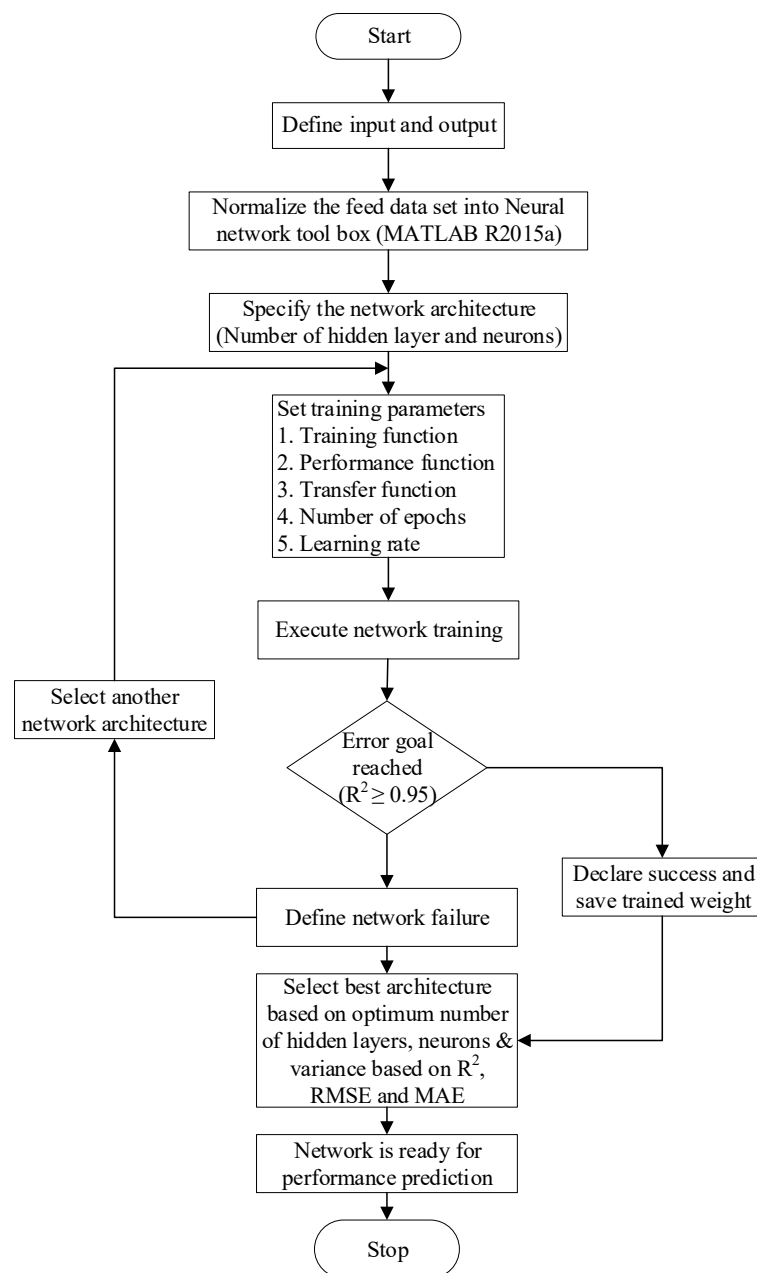 Start
Define input and output
Normalize the feed data set into Neural
network tool box (MATLAB R2015a)
Specify the network architecture
(Number of hidden layer and neurons)
Set training parameters
1. Training function
2. Performance function
3. Transfer function
4. Number of epochs
5. Learning rate
Execute network training
Select another
network architecture
Error goal
reached
(R² ≥ 0.95)
Declare success and
save trained weight
Define network failure
Select best architecture
based on optimum number
of hidden layers, neurons &
variance based on R²,
RMSE and MAE
Network is ready for
performance prediction
Stop